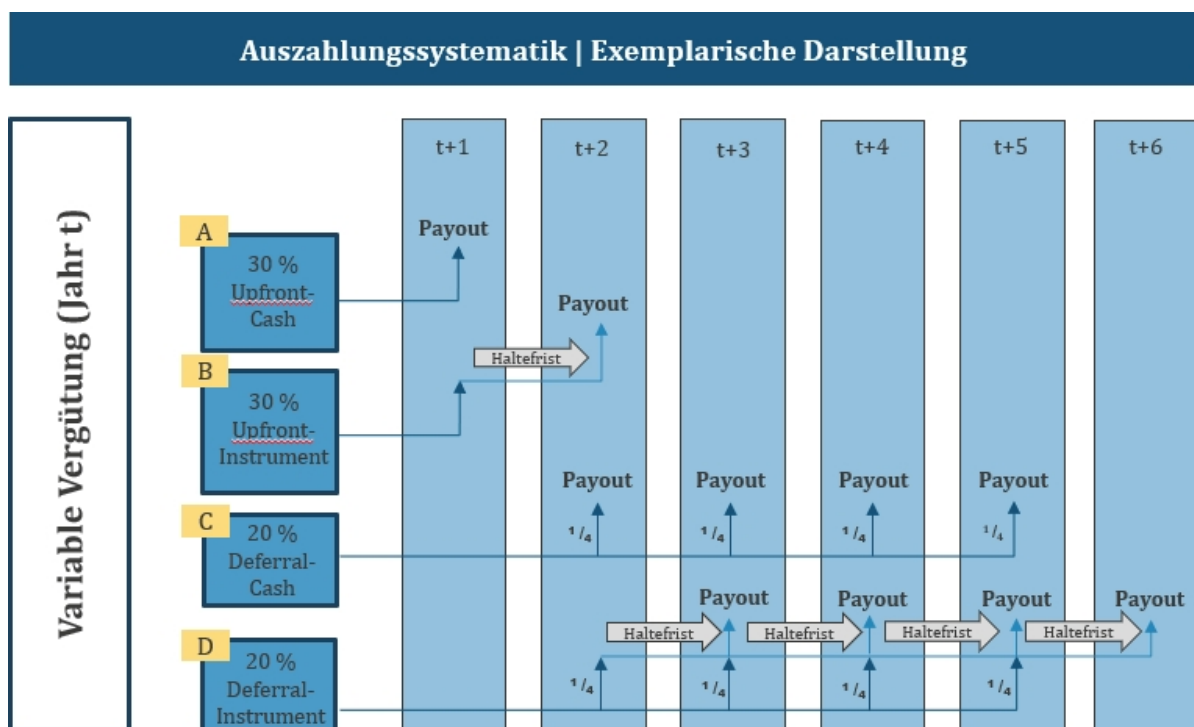 Auszahlungssystematik | Exemplarische Darstellung
Variable Vergütung (Jahr t)
t+1
t+2
t+3
t+4
t+5
t+6
A
30 %
Upfront-
Cash
Payout
B
30 %
Upfront-
Instrument
Haltefrist
Payout
C
20 %
Deferral-
Cash
1/4
Payout
1/4
Payout
1/4
Payout
1/4
Payout
D
20 %
Deferral-
Instrument
1/4
Haltefrist
Payout
1/4
Haltefrist
Payout
1/4
Haltefrist
Payout
1/4
Haltefrist
Payout